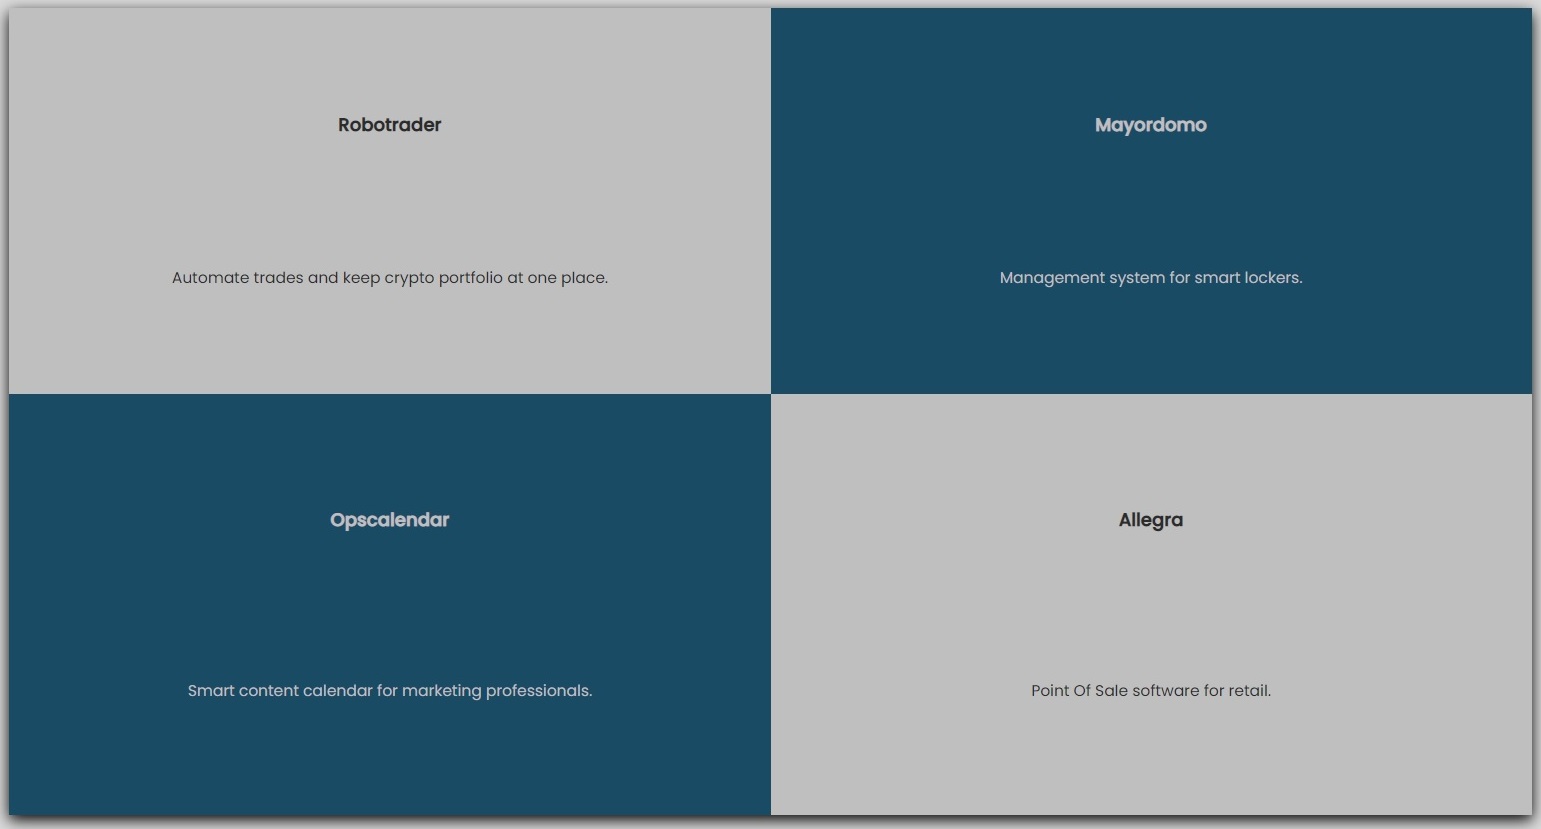 Robotrader
Automate trades and keep crypto portfolio at one place.
Mayordomo
Management system for smart lockers.
Opscalendar
Smart content calendar for marketing professionals.
Allegra
Point Of Sale software for retail.